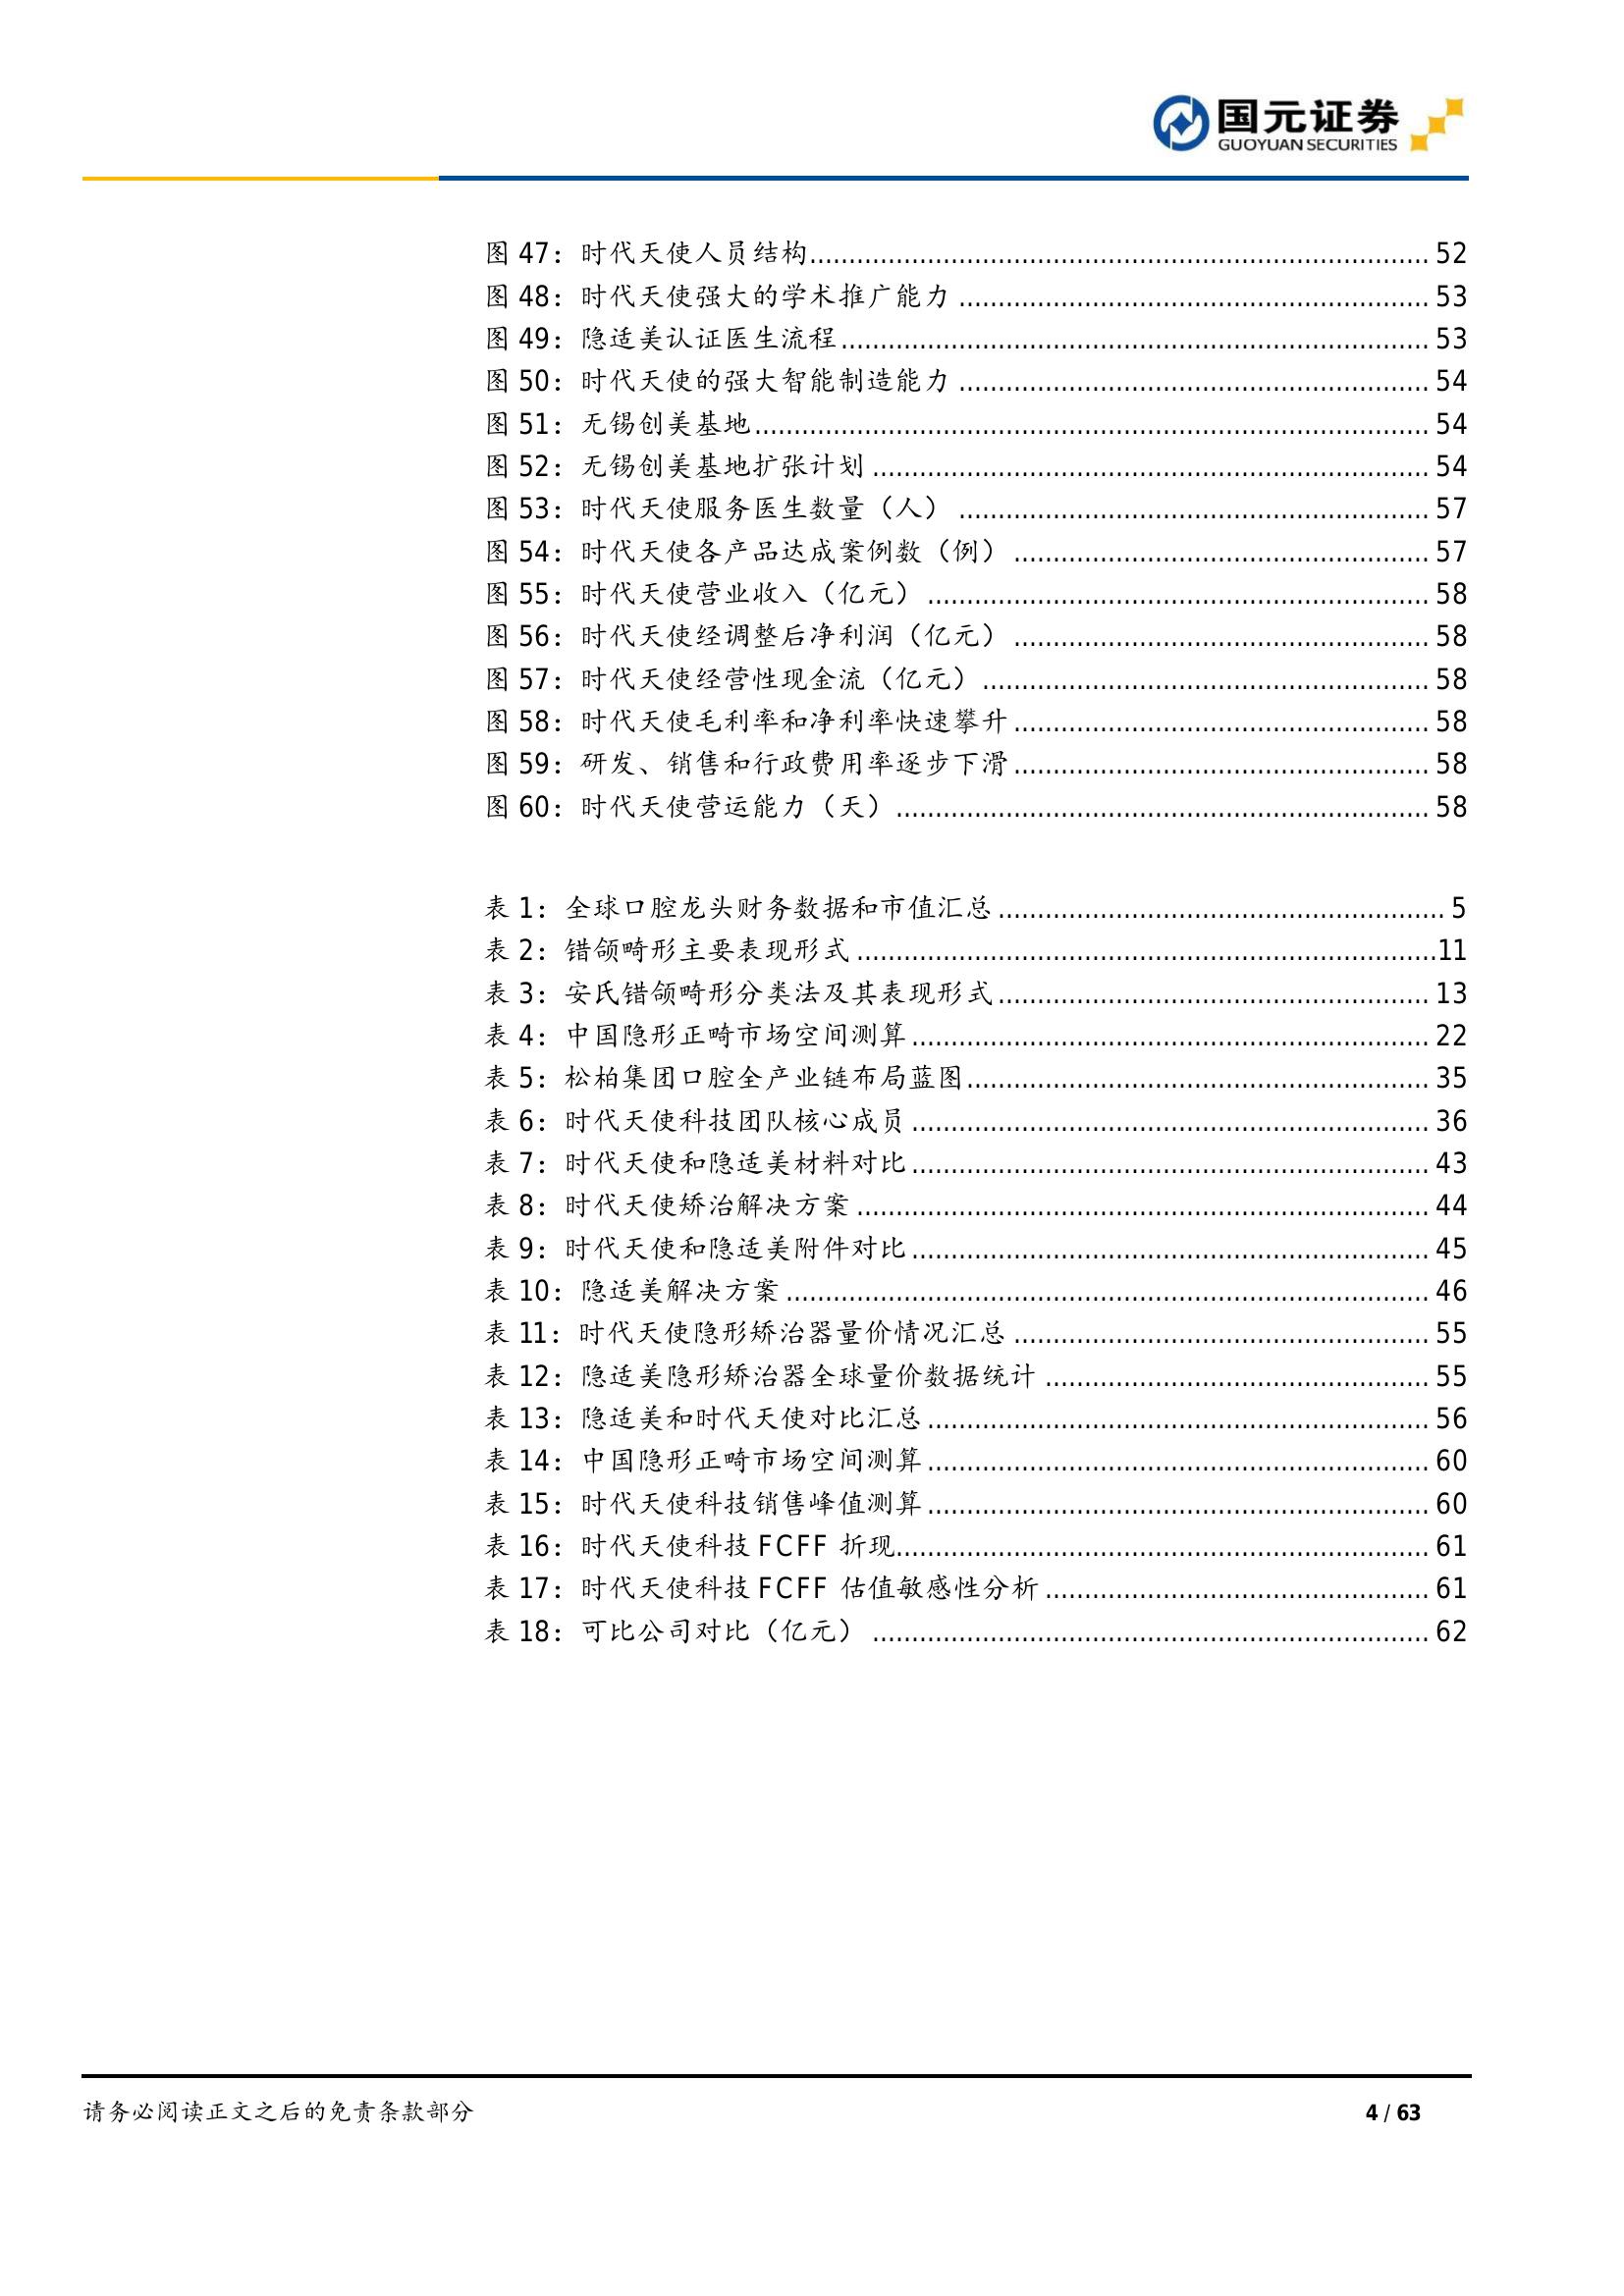 国元证券
GUOYUAN SECURITIES
图 47：时代天使人员结构........................................ 52
图 48：时代天使强大的学术推广能力........................................ 53
图 49：隐适美认证医生流程........................................ 53
图 50：时代天使的强大智能制造能力........................................ 54
图 51：无锡创美基地........................................ 54
图 52：无锡创美基地扩张计划........................................ 54
图 53：时代天使服务医生数量（人）........................................ 57
图 54：时代天使各产品达成案例数（例）........................................ 57
图 55：时代天使营业收入（亿元）........................................ 58
图 56：时代天使经调整后净利润（亿元）........................................ 58
图 57：时代天使经营性现金流（亿元）........................................ 58
图 58：时代天使毛利率和净利率快速攀升........................................ 58
图 59：研发、销售和行政费用率逐步下滑........................................ 58
图 60：时代天使营运能力（天）........................................ 58
表 1：全球口腔龙头财务数据和市值汇总........................................ 5
表 2：错颌畸形主要表现形式........................................ 11
表 3：安氏错颌畸形分类法及其表现形式........................................ 13
表 4：中国隐形正畸市场空间测算........................................ 22
表 5：松柏集团口腔全产业链布局蓝图........................................ 35
表 6：时代天使科技团队核心成员........................................ 36
表 7：时代天使和隐适美材料对比........................................ 43
表 8：时代天使矫治解决方案........................................ 44
表 9：时代天使和隐适美附件对比........................................ 45
表 10：隐适美解决方案........................................ 46
表 11：时代天使隐形矫治器量价情况汇总........................................ 55
表 12：隐适美隐形矫治器全球量价数据统计........................................ 55
表 13：隐适美和时代天使对比汇总........................................ 56
表 14：中国隐形正畸市场空间测算........................................ 60
表 15：时代天使科技销售峰值测算........................................ 60
表 16：时代天使科技 FCFF 折现........................................ 61
表 17：时代天使科技 FCFF 估值敏感性分析........................................ 61
表 18：可比公司对比（亿元）........................................ 62
请务必阅读正文之后的免责条款部分
4 / 63